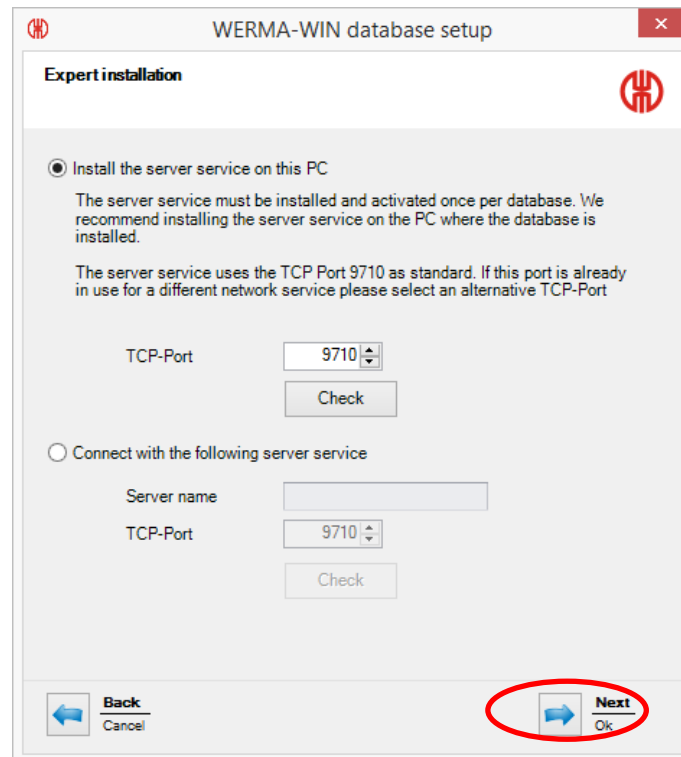 WERMA-WIN database setup
Expert installation
Install the server service on this PC
The server service must be installed and activated once per database. We
recommend installing the server service on the PC where the database is
installed.
The server service uses the TCP Port 9710 as standard. If this port is already
in use for a different network service please select an alternative TCP-Port
TCP-Port 9710
Check
Connect with the following server service
Server name
TCP-Port 9710
Check
Back Next
Cancel Ok